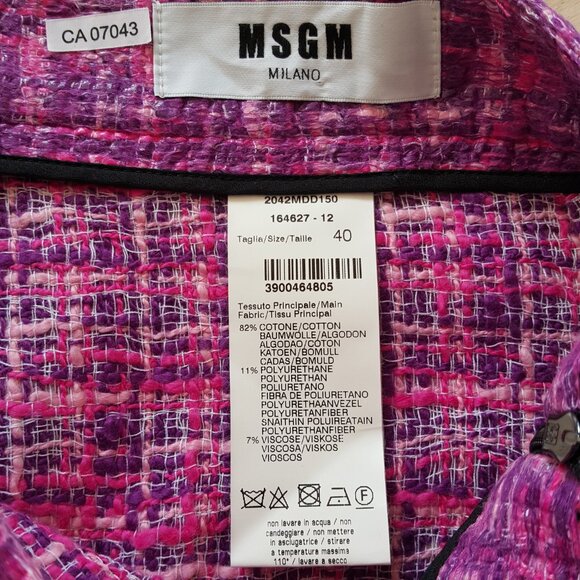 CA 07043
MSGM
MILANO
2042MDD150
164627 - 12
Taglia/Size/Taille 40
3900464805
Tessuto Principale/Main
Fabric/Tissu Principal
82% COTONE/COTTON
BAUMWOLLE/ALGODON
ALGODAO/COTON
KATOEN/BOMULL
CADAS/BOMULD
11% POLYURETHANE
POLYURETHAN
POLIURETANO
FIBRA DE POLIURETANO
POLYURETHAANVEZEL
POLYURETANFIBER
SNAITHIN POLUIREATAIN
POLYURETHANFIBER
7% VISCOSE/VISKOSE
VISCOSA/VISKOS
VIOSCOS
F
non lavare in acqua / non
candeggiare / non mettere
in asciugatrice / stirare
a temperatura massima
110° / lavare a secco